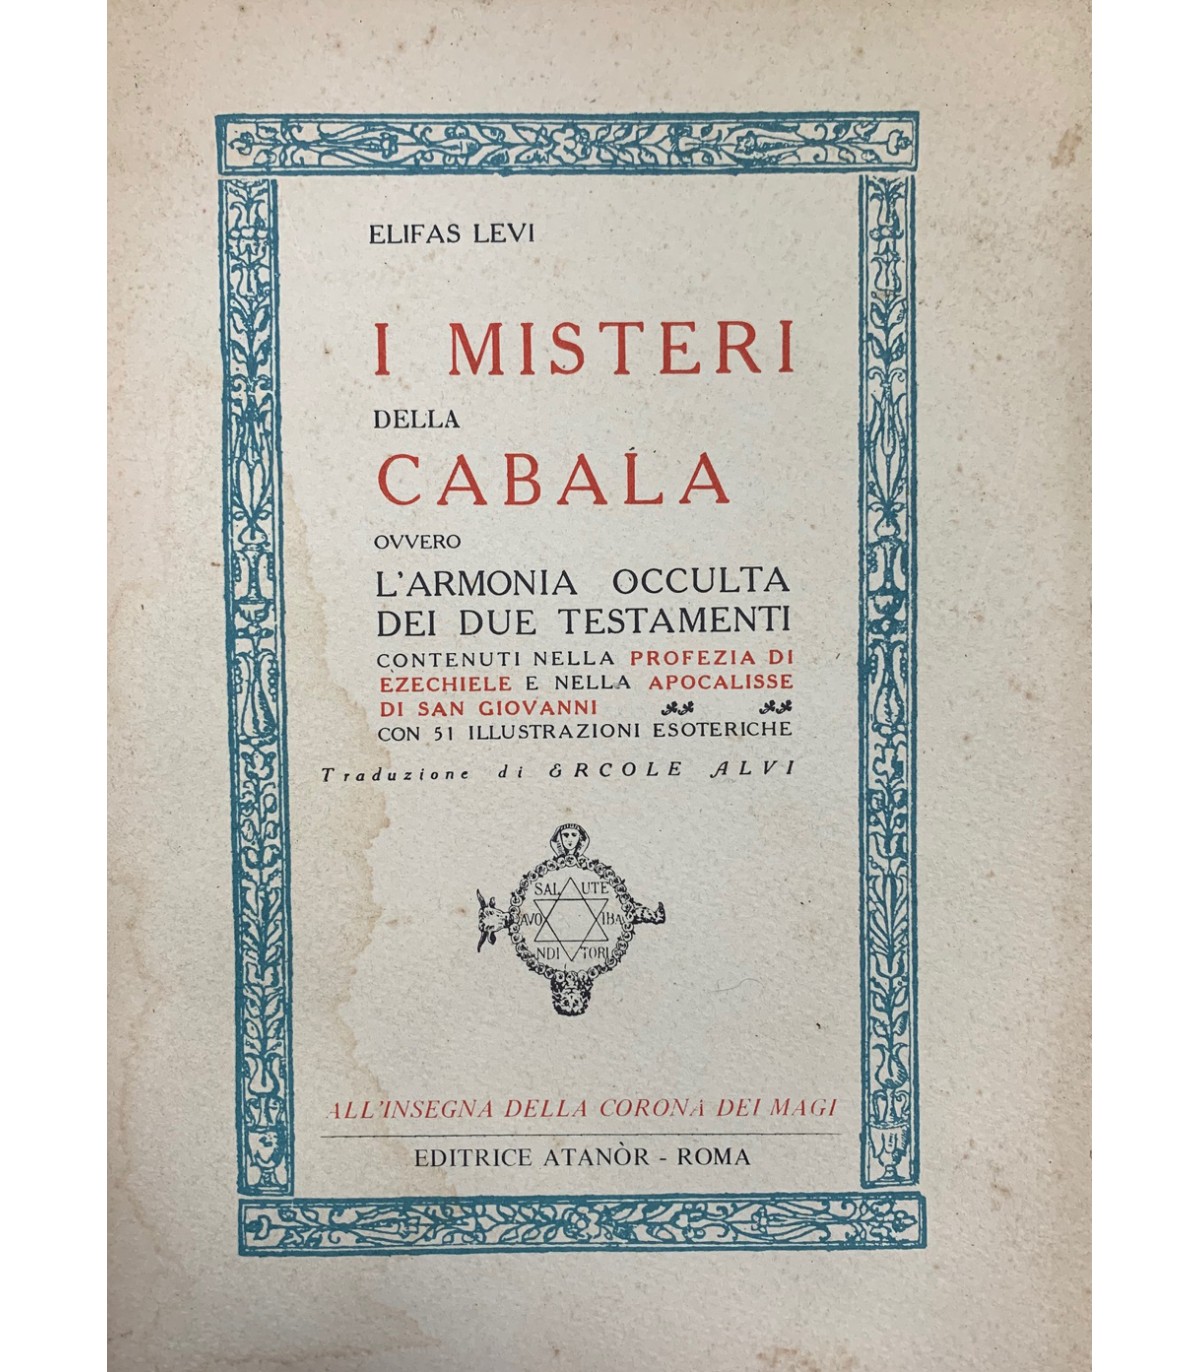 ELIFAS LEVI
I MISTERI
DELLA
CABALA
OVVERO
L'ARMONIA OCCULTA
DEI DUE TESTAMENTI
CONTENUTI NELLA PROFEZIA DI
EZECHIELE E NELLA APOCALISSE
DI SAN GIOVANNI
CON 51 ILLUSTRAZIONI ESOTERICHE
Traduzione di ERCOLE ALVI
SAL UTE
AVO IBA
NDI TORI
ALL'INSEGNA DELLA CORONA DEI MAGI
EDITRICE ATANÒR - ROMA